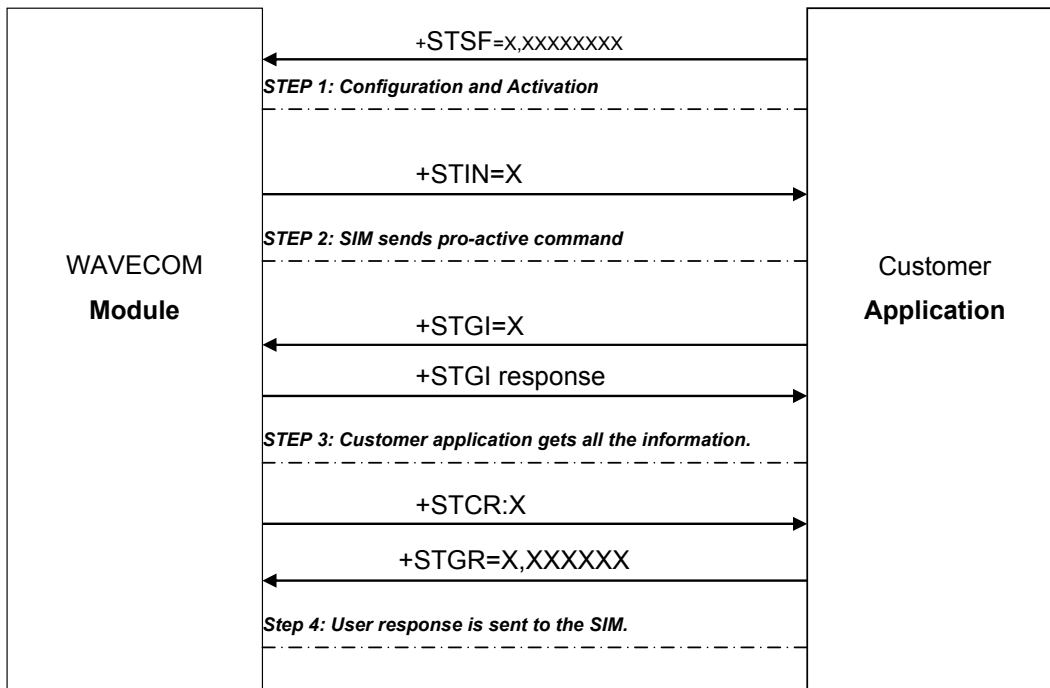 +STSF=X,XXXXXXXX
STEP 1: Configuration and Activation
+STIN=X
STEP 2: SIM sends pro-active command
WAVECOM
Module
Customer
Application
+STGI=X
+STGI response
STEP 3: Customer application gets all the information.
+STCR:X
+STGR=X,XXXXXX
Step 4: User response is sent to the SIM.